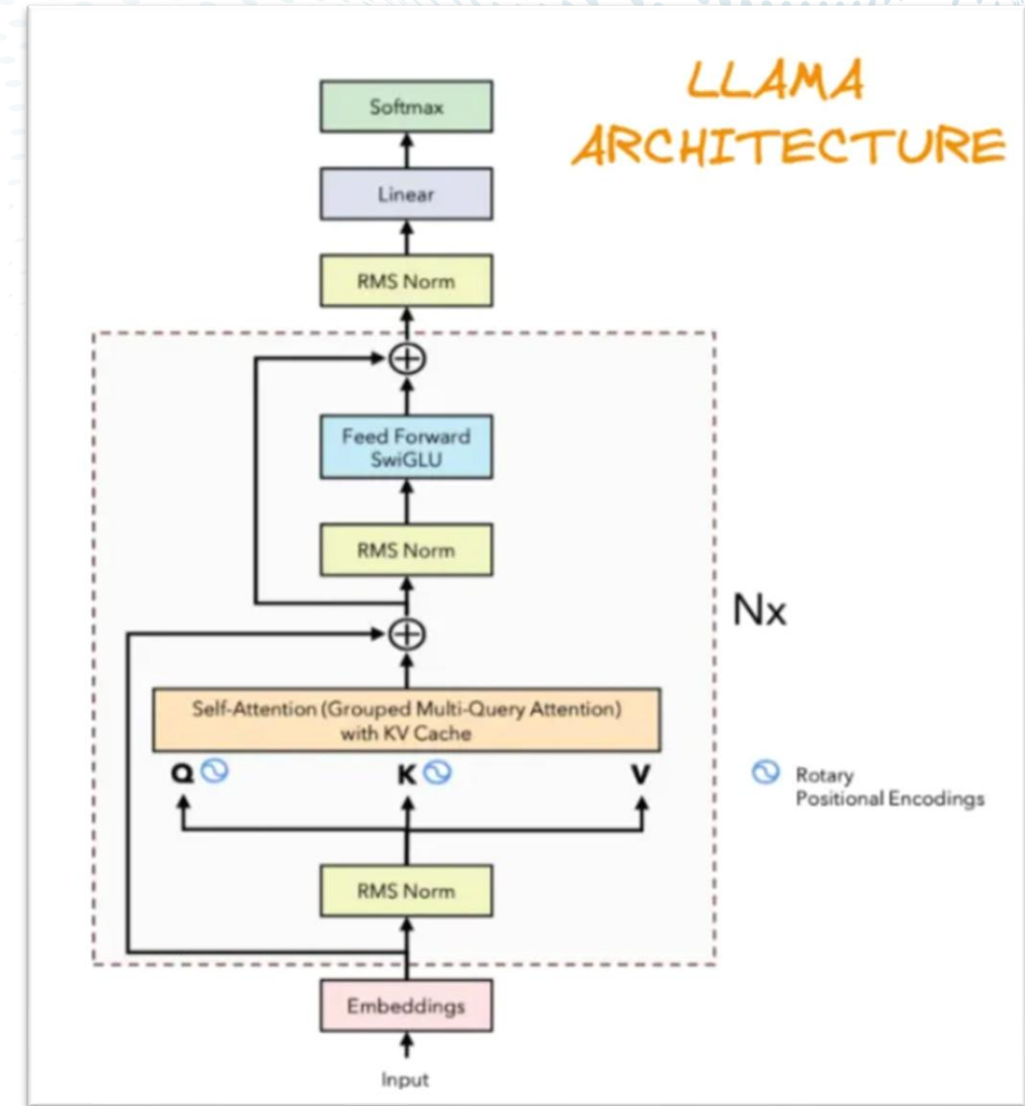 LLAMA
ARCHITECTURE
Softmax
Linear
RMS Norm
Feed Forward
SwiGLU
RMS Norm
Nx
Self-Attention (Grouped Multi-Query Attention)
with KV Cache
Q K V
Rotary
Positional Encodings
RMS Norm
Embeddings
Input